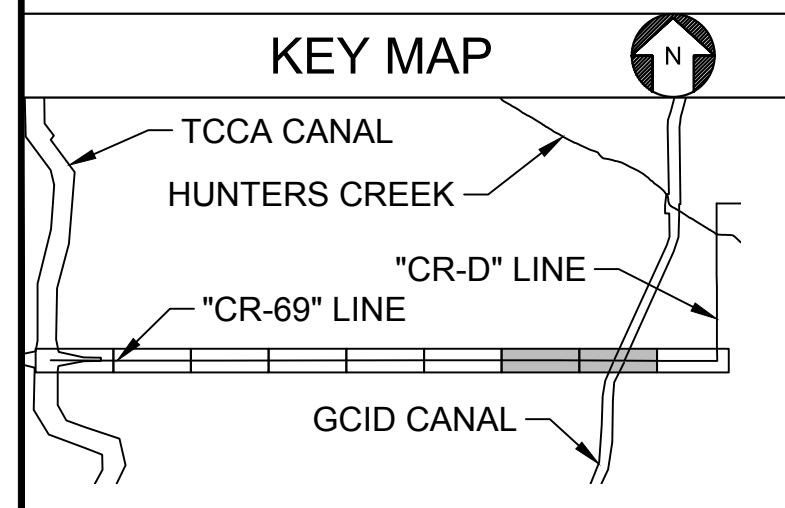 KEY MAP
N
TCCA CANAL
HUNTERS CREEK
"CR-D" LINE
"CR-69" LINE
GCID CANAL